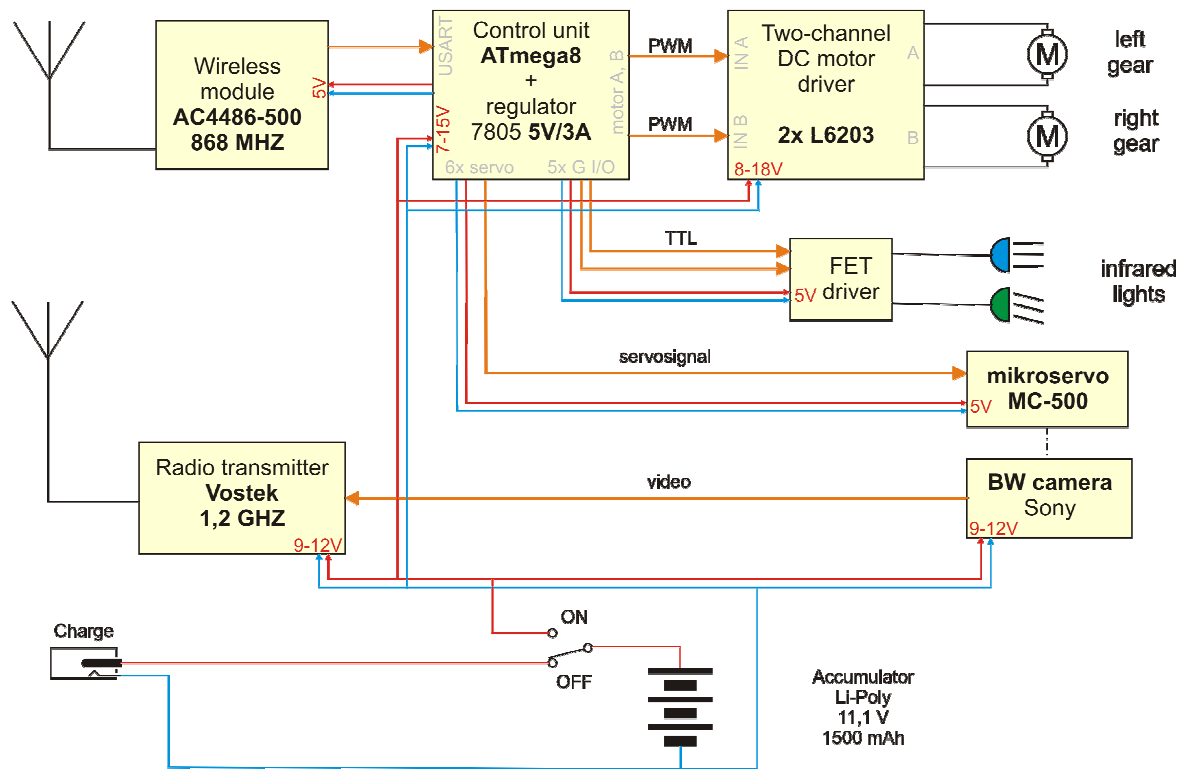 Wireless
module
AC4486-500
868 MHZ
5V
USART
Control unit
ATmega8
+
regulator
7805 5V/3A
7-15V
motor A, B
6x servo
5x G I/O
PWM
PWM
IN A
IN B
Two-channel
DC motor
driver
2x L6203
A
B
8-18V
M
M
left
gear
right
gear
TTL
FET
driver
5V
infrared
lights
servosignal
mikroservo
MC-500
5V
Radio transmitter
Vostek
1,2 GHZ
9-12V
video
BW camera
Sony
9-12V
Charge
ON
OFF
Accumulator
Li-Poly
11,1 V
1500 mAh